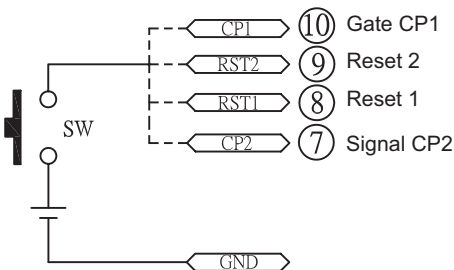 CP1 ⑩ Gate CP1
RST2 ⑨ Reset 2
RST1 ⑧ Reset 1
SW
CP2 ⑦ Signal CP2
GND